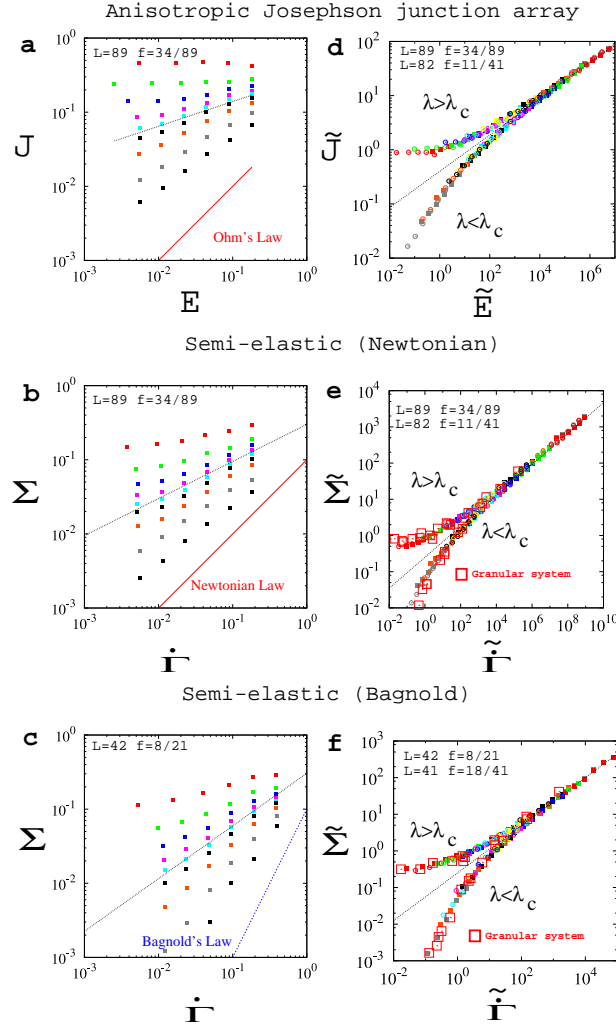 Anisotropic Josephson junction array
a
L=89 f=34/89
10^0
10^-1
10^-2
10^-3
J
Ohm's Law
10^-3 10^-2 10^-1 10^0
E
d
L=89 f=34/89
L=82 f=11/41
10^2
10^1
10^0
10^-1
10^-2
J̃
λ>λc
λ<λc
10^-2 10^0 10^2 10^4 10^6
Ẽ
Semi-elastic (Newtonian)
b
L=89 f=34/89
10^0
10^-1
10^-2
10^-3
Σ
Newtonian Law
10^-3 10^-2 10^-1 10^0
Γ̇
e
L=89 f=34/89
L=82 f=11/41
10^4
10^3
10^2
10^1
10^0
10^-1
10^-2
Σ̃
λ>λc
λ<λc
Granular system
10^-2 10^0 10^2 10^4 10^6 10^8 10^10
Γ̇̃
Semi-elastic (Bagnold)
c
L=42 f=8/21
10^0
10^-1
10^-2
10^-3
Σ
Bagnold's Law
10^-3 10^-2 10^-1 10^0
Γ̇
f
L=42 f=8/21
L=41 f=18/41
10^3
10^2
10^1
10^0
10^-1
10^-2
10^-3
Σ̃
λ>λc
λ<λc
Granular system
10^-2 10^0 10^2 10^4
Γ̇̃